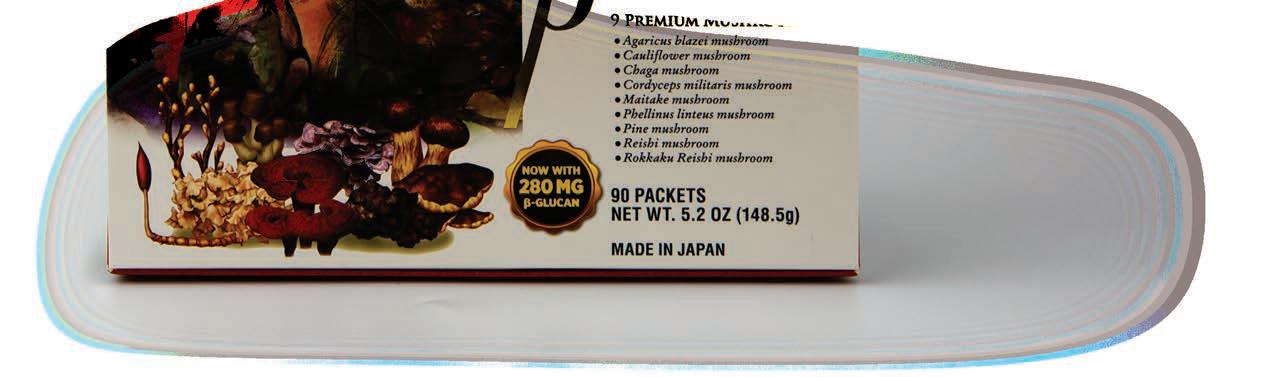 9 PREMIUM
• Agaricus blazei mushroom
• Cauliflower mushroom
• Chaga mushroom
• Cordyceps militaris mushroom
• Maitake mushroom
• Phellinus linteus mushroom
• Pine mushroom
• Reishi mushroom
• Rokkaku Reishi mushroom
NOW WITH
280 MG
β-GLUCAN
90 PACKETS
NET WT. 5.2 OZ (148.5g)
MADE IN JAPAN